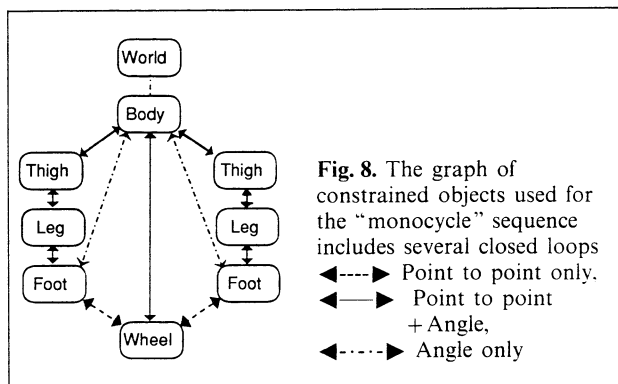 World
Body
Thigh
Thigh
Leg
Leg
Foot
Foot
Wheel
Fig. 8. The graph of
constrained objects used for
the "monocycle" sequence
includes several closed loops
Point to point only.
Point to point
+Angle,
Angle only